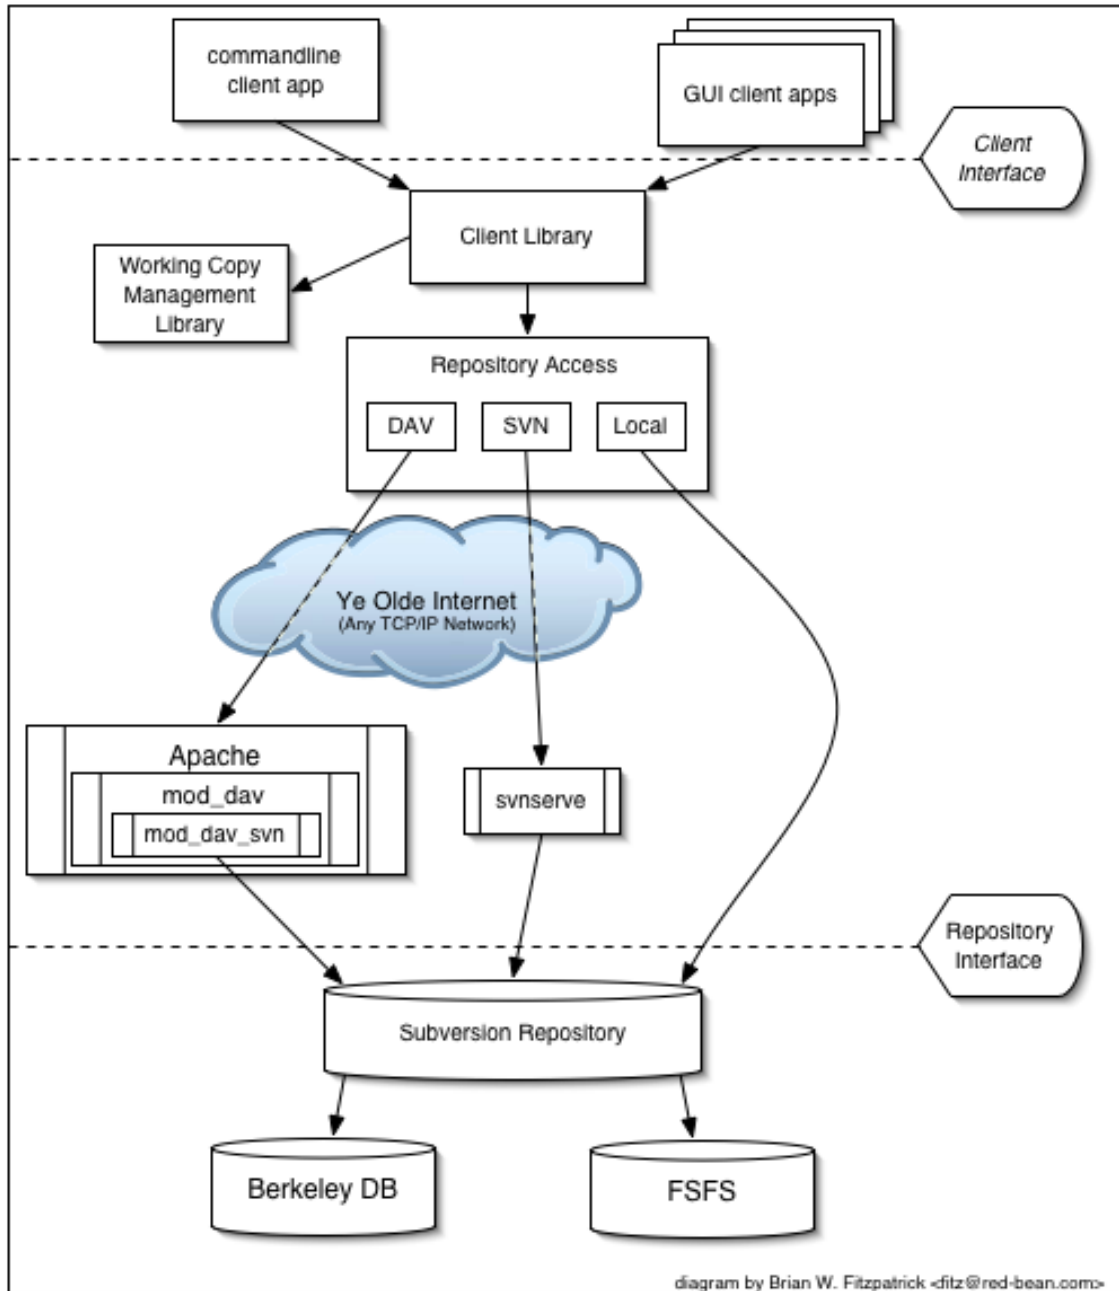 commandline
client app
GUI client apps
Client
Interface
Client Library
Working Copy
Management
Library
Repository Access
DAV
SVN
Local
Ye Olde Internet
(Any TCP/IP Network)
Apache
mod_dav
mod_dav_svn
svnserve
Repository
Interface
Subversion Repository
Berkeley DB
FSFS
diagram by Brian W. Fitzpatrick <fitz@red-bean.com>